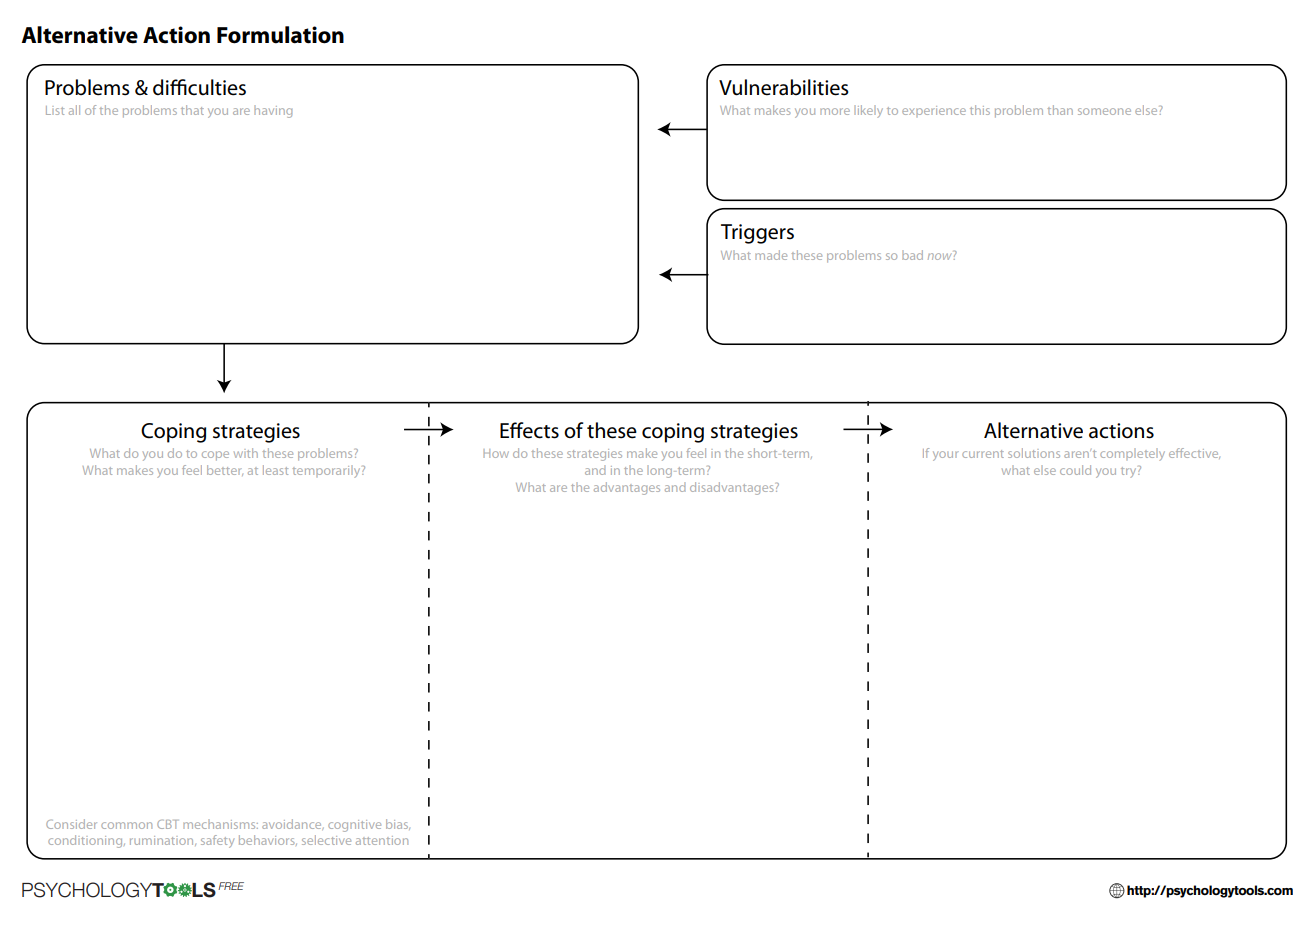 Alternative Action Formulation
Problems & difficulties
List all of the problems that you are having
Vulnerabilities
What makes you more likely to experience this problem than someone else?
Triggers
What made these problems so bad now?
Coping strategies
What do you do to cope with these problems?
What makes you feel better, at least temporarily?
Consider common CBT mechanisms: avoidance, cognitive bias,
conditioning, rumination, safety behaviors, selective attention
Effects of these coping strategies
How do these strategies make you feel in the short-term,
and in the long-term?
What are the advantages and disadvantages?
Alternative actions
If your current solutions aren't completely effective,
what else could you try?
PSYCHOLOGYTOOLS FREE
http://psychologytools.com